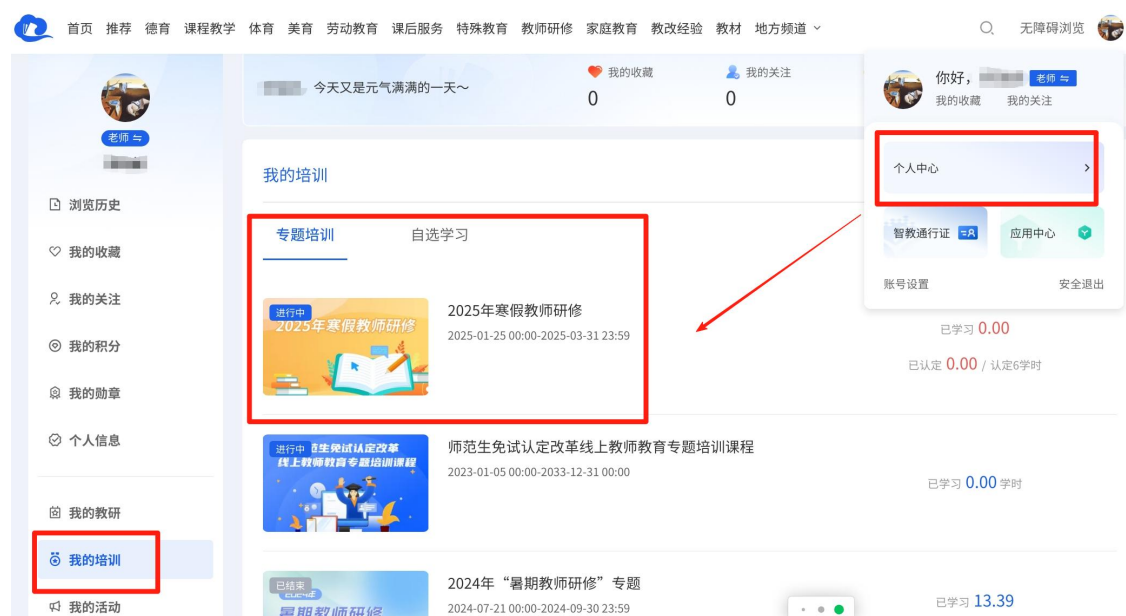 首页 推荐 德育 课程教学 体育 美育 劳动教育 课后服务 特殊教育 教师研修 家庭教育 教改经验 教材 地方频道 无障碍浏览
老师
浏览历史
我的收藏
我的关注
我的积分
我的勋章
个人信息
我的教研
我的培训
我的活动
今天又是元气满满的一天～
我的收藏
0
我的关注
0
我的培训
专题培训 自选学习
进行中
2025年寒假教师研修
2025年寒假教师研修
2025-01-25 00:00-2025-03-31 23:59
已学习 0.00
已认定 0.00 / 认定6学时
进行中
师范生免试认定改革
线上教师教育专题培训课程
师范生免试认定改革线上教师教育专题培训课程
2023-01-05 00:00-2033-12-31 00:00
已学习 0.00 学时
已结束
暑期教师研修
2024年“暑期教师研修”专题
2024-07-21 00:00-2024-09-30 23:59
已学习 13.39
你好， 老师
我的收藏 我的关注
个人中心
智教通行证 应用中心
账号设置 安全退出